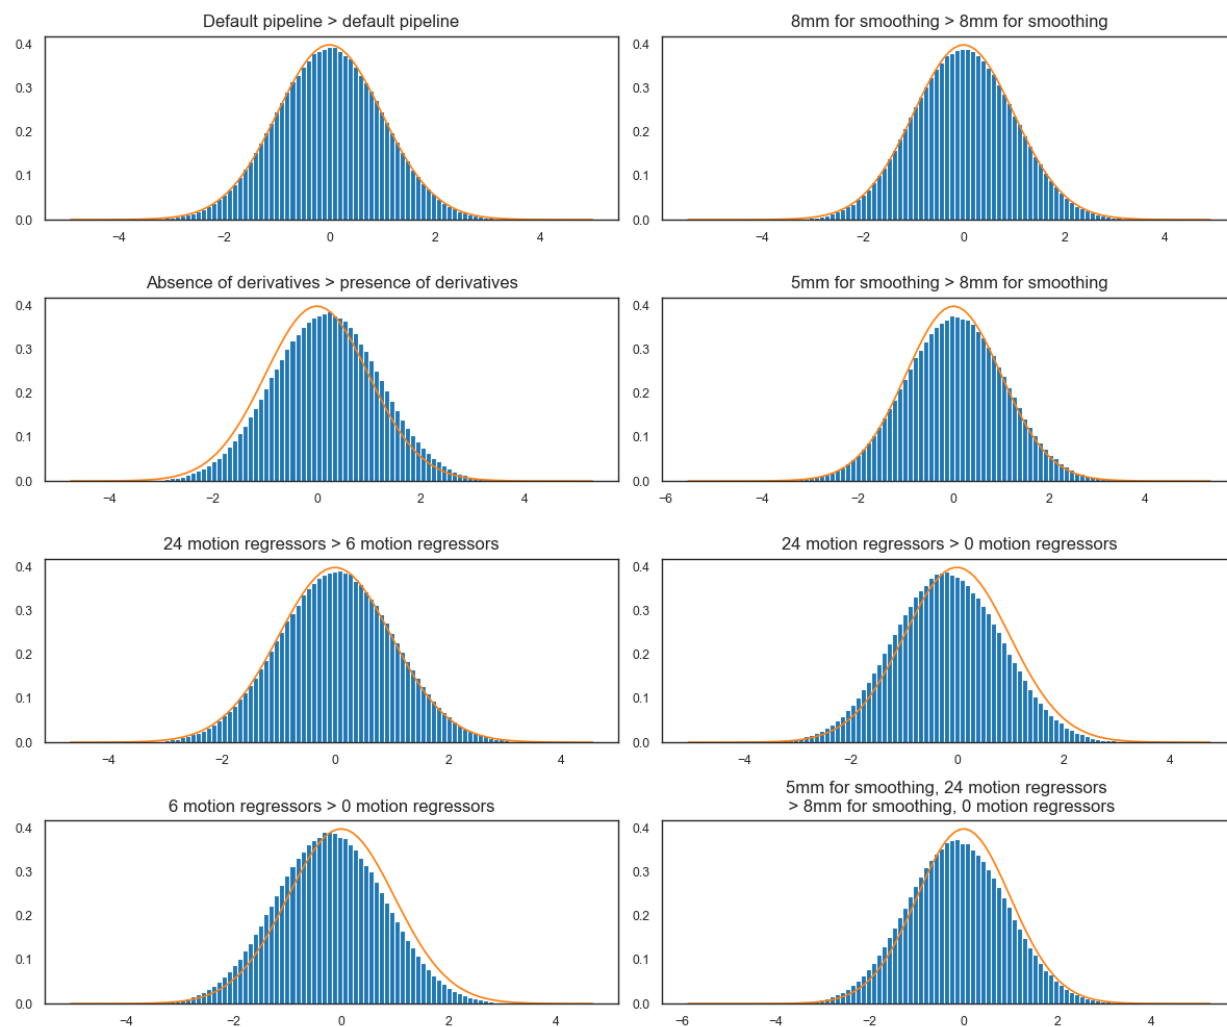 Default pipeline > default pipeline
0.4
0.3
0.2
0.1
0.0
−4 −2 0 2 4
8mm for smoothing > 8mm for smoothing
0.4
0.3
0.2
0.1
0.0
−4 −2 0 2 4
Absence of derivatives > presence of derivatives
0.4
0.3
0.2
0.1
0.0
−4 −2 0 2 4
5mm for smoothing > 8mm for smoothing
0.4
0.3
0.2
0.1
0.0
−6 −4 −2 0 2 4
24 motion regressors > 6 motion regressors
0.4
0.3
0.2
0.1
0.0
−4 −2 0 2 4
24 motion regressors > 0 motion regressors
0.4
0.3
0.2
0.1
0.0
−4 −2 0 2 4
6 motion regressors > 0 motion regressors
0.4
0.3
0.2
0.1
0.0
−4 −2 0 2 4
5mm for smoothing, 24 motion regressors
> 8mm for smoothing, 0 motion regressors
0.4
0.3
0.2
0.1
0.0
−6 −4 −2 0 2 4